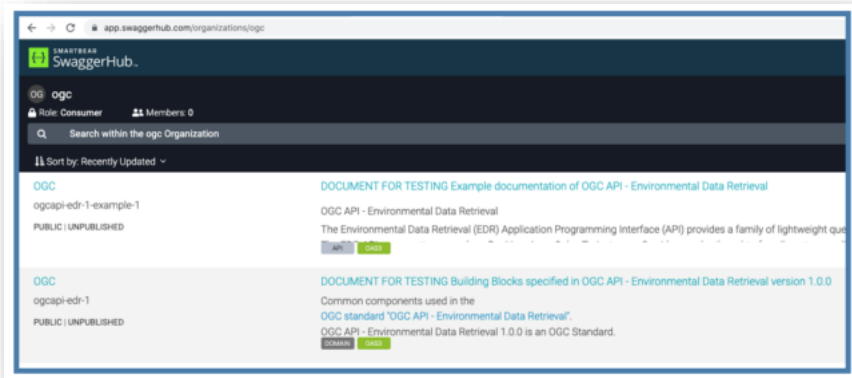 app.swaggerhub.com/organizations/ogc
SMARTBEAR
SwaggerHub.
OG ogc
Role: Consumer Members: 0
Search within the ogc Organization
Sort by: Recently Updated
OGC
ogcapi-edr-1-example-1
PUBLIC | UNPUBLISHED
DOCUMENT FOR TESTING Example documentation of OGC API - Environmental Data Retrieval
OGC API - Environmental Data Retrieval
The Environmental Data Retrieval (EDR) Application Programming Interface (API) provides a family of lightweight que
API OAS3
OGC
ogcapi-edr-1
PUBLIC | UNPUBLISHED
DOCUMENT FOR TESTING Building Blocks specified in OGC API - Environmental Data Retrieval version 1.0.0
Common components used in the
OGC standard "OGC API - Environmental Data Retrieval".
OGC API - Environmental Data Retrieval 1.0.0 is an OGC Standard.
DOMAIN OAS3